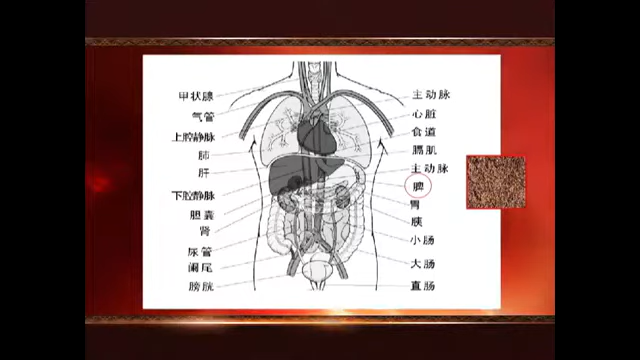 甲状腺
气管
上腔静脉
肺
肝
下腔静脉
胆囊
肾
尿管
阑尾
膀胱
主动脉
心脏
食道
膈肌
主动脉
脾
胃
胰
小肠
大肠
直肠